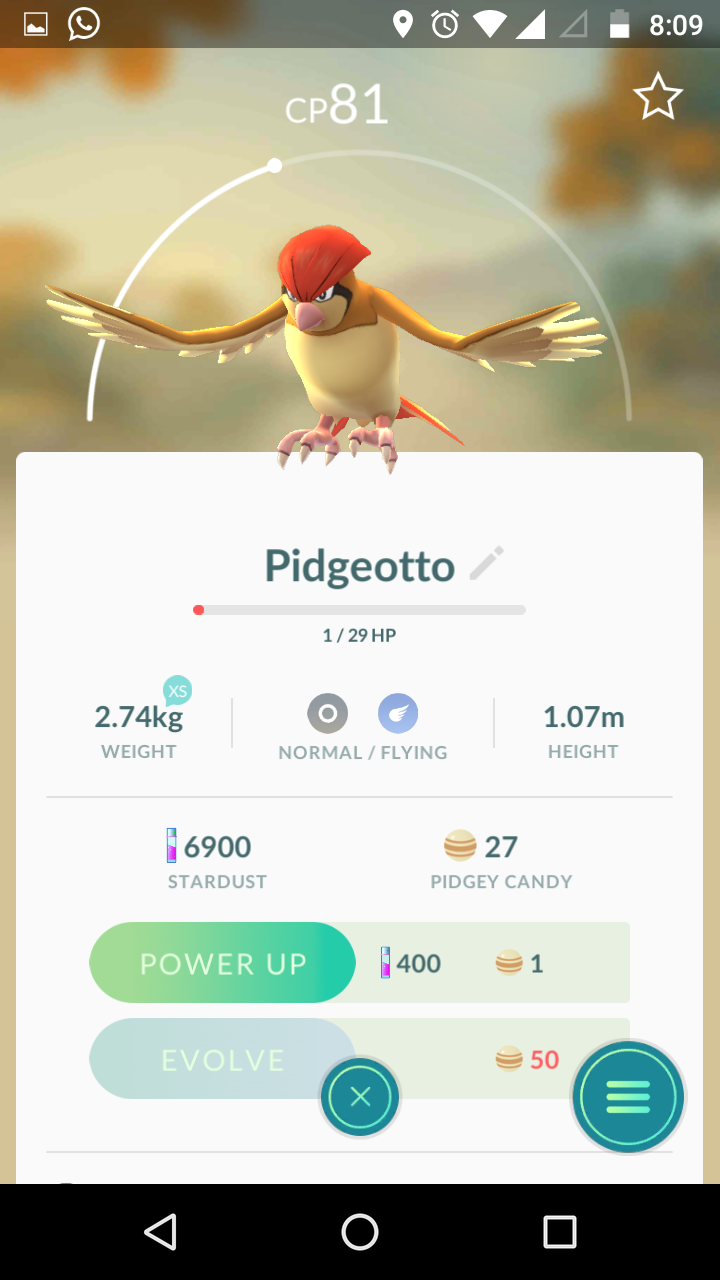 8:09
CP81
Pidgeotto
1 / 29 HP
XS
2.74kg
WEIGHT
NORMAL / FLYING
1.07m
HEIGHT
6900
STARDUST
27
PIDGEY CANDY
POWER UP 400 1
EVOLVE 50